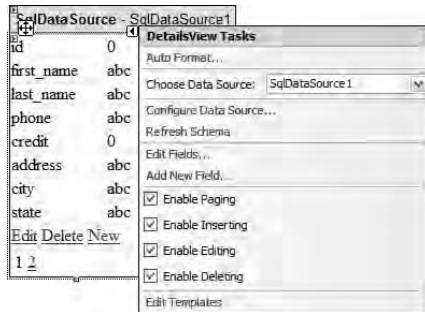 SqlDataSource - SqlDataSource1
id 0
first_name abc
last_name abc
phone abc
credit 0
address abc
city abc
state abc
Edit Delete New
1 2
DetailsView Tasks
Auto Format...
Choose Data Source: SqlDataSource1
Configure Data Source...
Refresh Schema
Edit Fields...
Add New Field...
Enable Paging
Enable Inserting
Enable Editing
Enable Deleting
Edit Templates